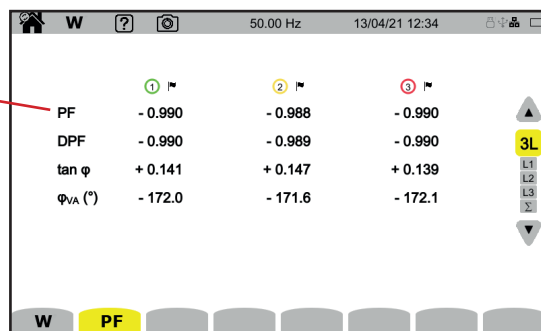 W ? 50.00 Hz 13/04/21 12:34
1 2 3
PF - 0.990 - 0.988 - 0.990
DPF - 0.990 - 0.989 - 0.990
tan φ + 0.141 + 0.147 + 0.139
φVA (°) - 172.0 - 171.6 - 172.1
3L
L1
L2
L3
Σ
W PF